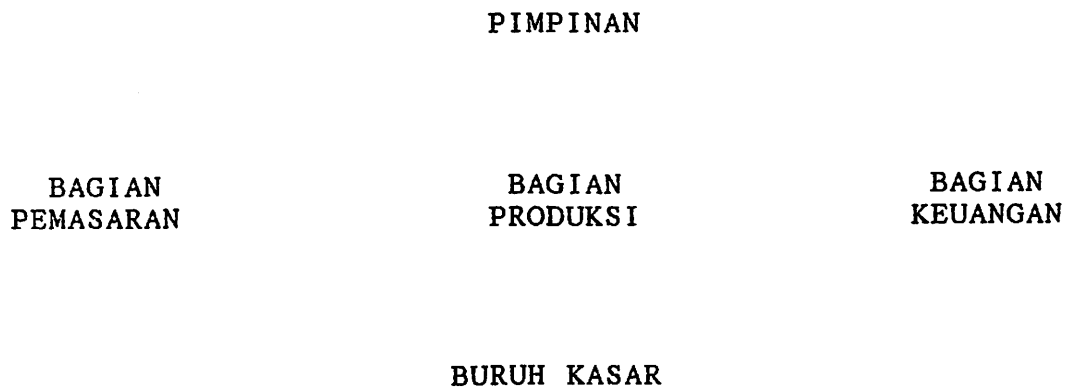 PIMPINAN
BAGIAN
PEMASARAN
BAGIAN
PRODUKSI
BAGIAN
KEUANGAN
BURUH KASAR